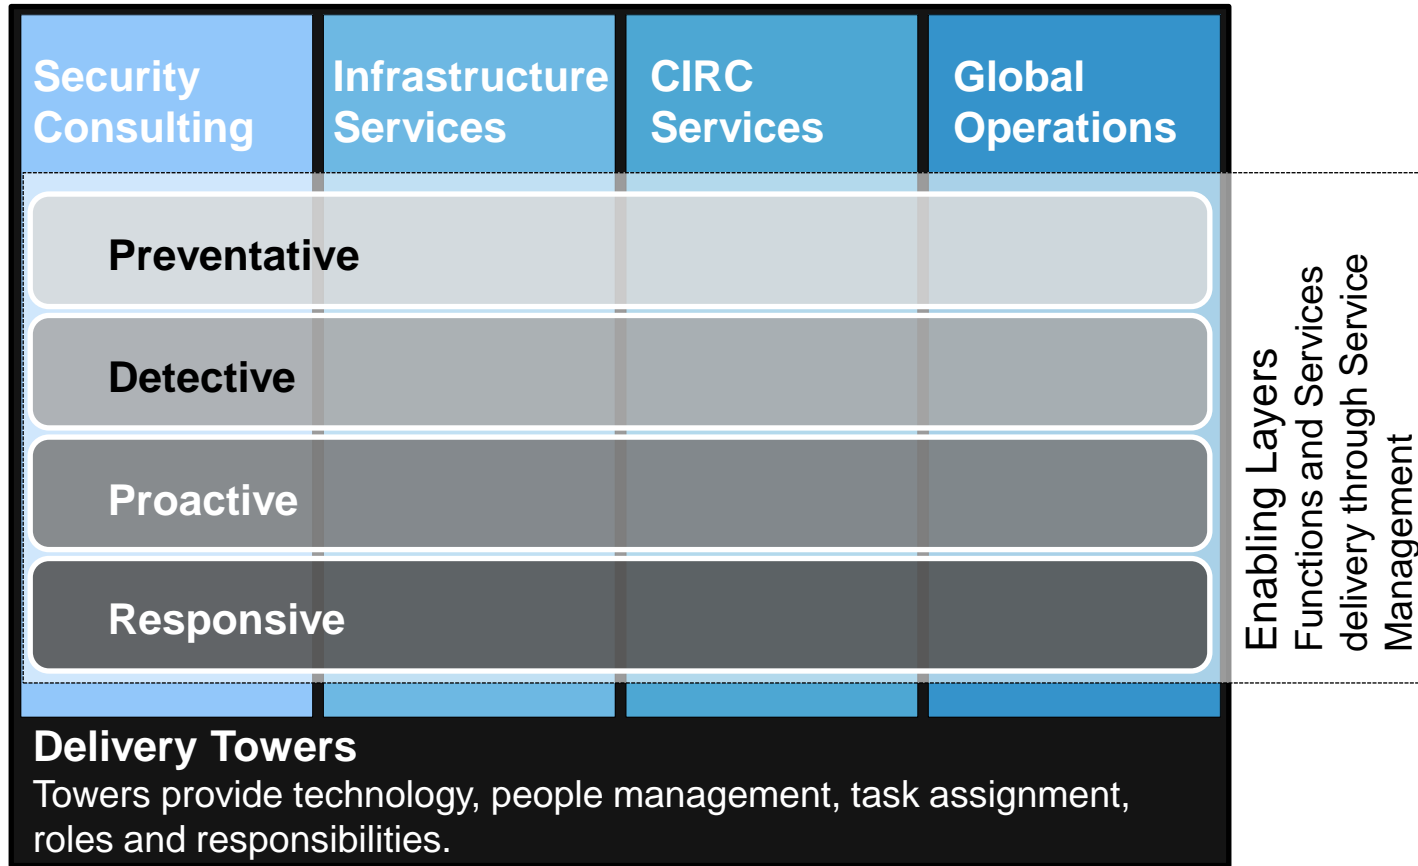 Security
Consulting
Infrastructure
Services
CIRC
Services
Global
Operations
Preventative
Detective
Proactive
Responsive
Enabling Layers
Functions and Services
delivery through Service
Management
Delivery Towers
Towers provide technology, people management, task assignment,
roles and responsibilities.